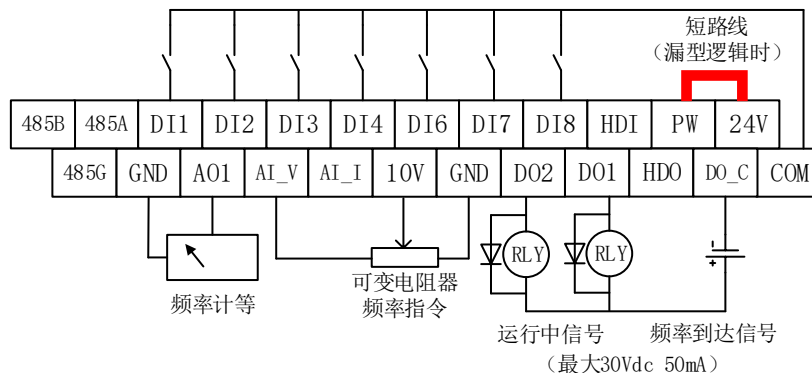 短路线
（漏型逻辑时）
485B 485A DI1 DI2 DI3 DI4 DI6 DI7 DI8 HDI PW 24V
485G GND AO1 AI_V AI_I 10V GND DO2 DO1 HDO DO_C COM
RLY RLY
可变电阻器
频率指令
频率计等
运行中信号 频率到达信号
（最大30Vdc 50mA）